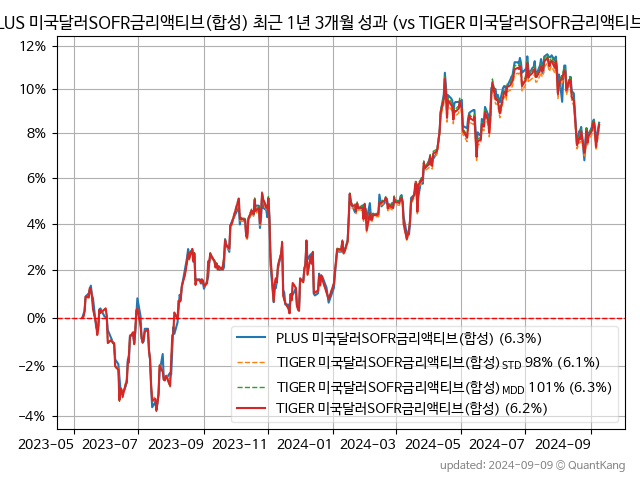 PLUS 미국달러SOFR금리액티브(합성) 최근 1년 3개월 성과 (vs TIGER 미국달러SOFR금리액티브
12%
10%
8%
6%
4%
2%
0%
−2%
−4%
PLUS 미국달러SOFR금리액티브(합성) (6.3%)
TIGER 미국달러SOFR금리액티브(합성) STD 98% (6.1%)
TIGER 미국달러SOFR금리액티브(합성) MDD 101% (6.3%)
TIGER 미국달러SOFR금리액티브(합성) (6.2%)
2023-05 2023-07 2023-09 2023-11 2024-01 2024-03 2024-05 2024-07 2024-09
updated: 2024-09-09 © QuantKang